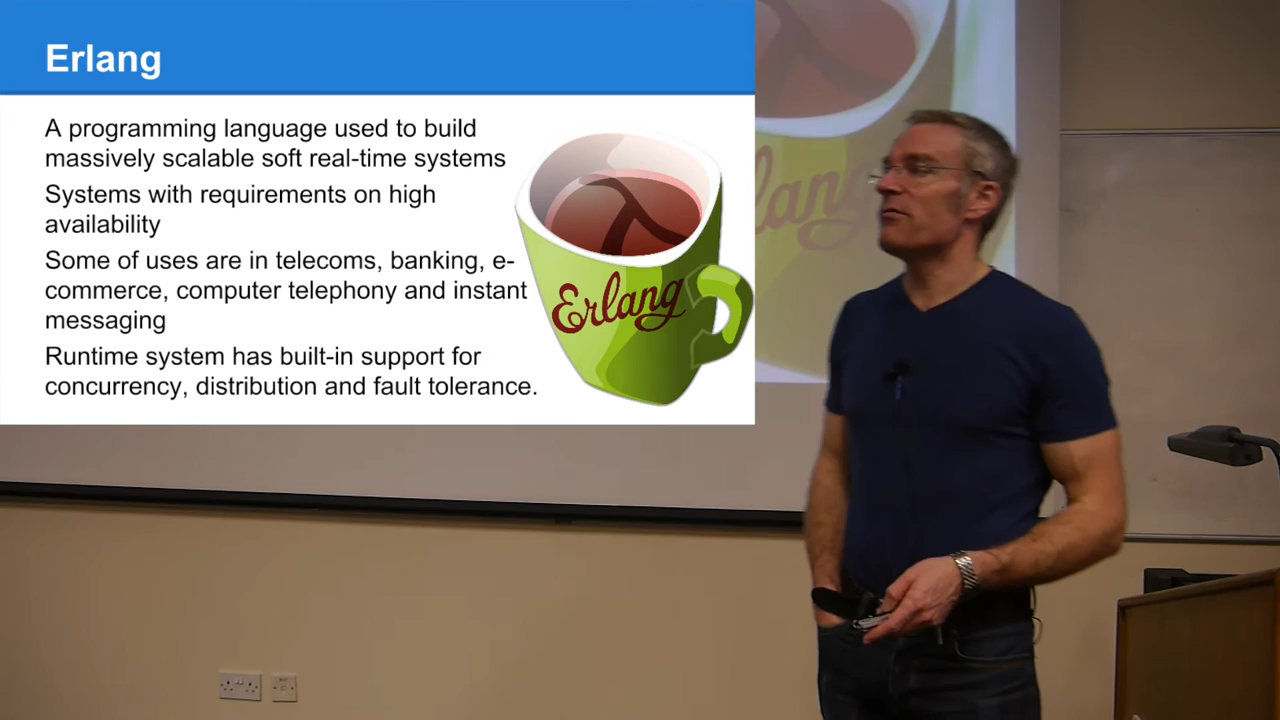 Erlang
A programming language used to build
massively scalable soft real-time systems
Systems with requirements on high
availability
Some of uses are in telecoms, banking, e-
commerce, computer telephony and instant
messaging
Erlang
Runtime system has built-in support for
concurrency, distribution and fault tolerance.
lang